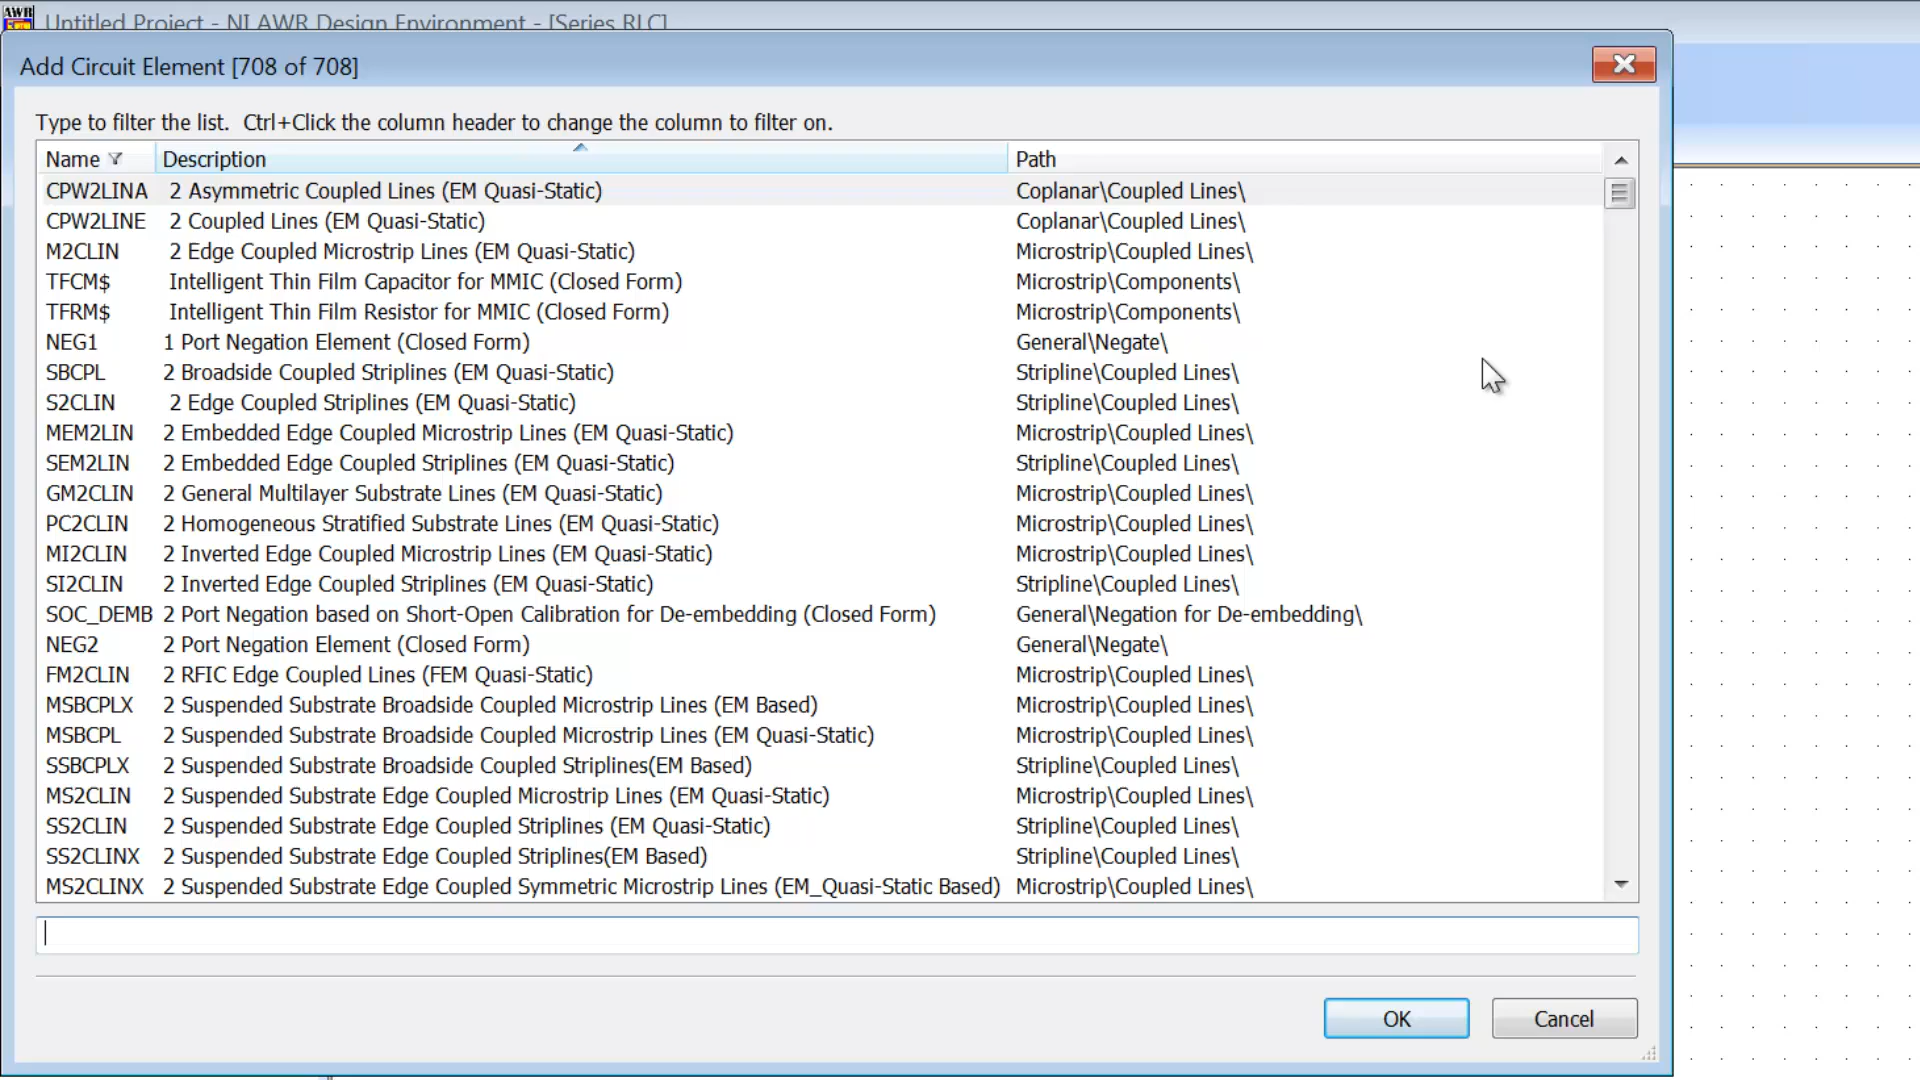 AWR Untitled Project - NI AWR Design Environment - [Series RLC]
Add Circuit Element [708 of 708]
Type to filter the list. Ctrl+Click the column header to change the column to filter on.
Name Description Path
CPW2LINA 2 Asymmetric Coupled Lines (EM Quasi-Static) Coplanar\Coupled Lines\
CPW2LINE 2 Coupled Lines (EM Quasi-Static) Coplanar\Coupled Lines\
M2CLIN 2 Edge Coupled Microstrip Lines (EM Quasi-Static) Microstrip\Coupled Lines\
TFCM$ Intelligent Thin Film Capacitor for MMIC (Closed Form) Microstrip\Components\
TFRM$ Intelligent Thin Film Resistor for MMIC (Closed Form) Microstrip\Components\
NEG1 1 Port Negation Element (Closed Form) General\Negate\
SBCPL 2 Broadside Coupled Striplines (EM Quasi-Static) Stripline\Coupled Lines\
S2CLIN 2 Edge Coupled Striplines (EM Quasi-Static) Stripline\Coupled Lines\
MEM2LIN 2 Embedded Edge Coupled Microstrip Lines (EM Quasi-Static) Microstrip\Coupled Lines\
SEM2LIN 2 Embedded Edge Coupled Striplines (EM Quasi-Static) Stripline\Coupled Lines\
GM2CLIN 2 General Multilayer Substrate Lines (EM Quasi-Static) Microstrip\Coupled Lines\
PC2CLIN 2 Homogeneous Stratified Substrate Lines (EM Quasi-Static) Microstrip\Coupled Lines\
MI2CLIN 2 Inverted Edge Coupled Microstrip Lines (EM Quasi-Static) Microstrip\Coupled Lines\
SI2CLIN 2 Inverted Edge Coupled Striplines (EM Quasi-Static) Stripline\Coupled Lines\
SOC_DEMB 2 Port Negation based on Short-Open Calibration for De-embedding (Closed Form) General\Negation for De-embedding\
NEG2 2 Port Negation Element (Closed Form) General\Negate\
FM2CLIN 2 RFIC Edge Coupled Lines (FEM Quasi-Static) Microstrip\Coupled Lines\
MSBCPLX 2 Suspended Substrate Broadside Coupled Microstrip Lines (EM Based) Microstrip\Coupled Lines\
MSBCPL 2 Suspended Substrate Broadside Coupled Microstrip Lines (EM Quasi-Static) Microstrip\Coupled Lines\
SSBCPLX 2 Suspended Substrate Broadside Coupled Striplines(EM Based) Stripline\Coupled Lines\
MS2CLIN 2 Suspended Substrate Edge Coupled Microstrip Lines (EM Quasi-Static) Microstrip\Coupled Lines\
SS2CLIN 2 Suspended Substrate Edge Coupled Striplines (EM Quasi-Static) Stripline\Coupled Lines\
SS2CLINX 2 Suspended Substrate Edge Coupled Striplines(EM Based) Stripline\Coupled Lines\
MS2CLINX 2 Suspended Substrate Edge Coupled Symmetric Microstrip Lines (EM_Quasi-Static Based) Microstrip\Coupled Lines\
OK Cancel